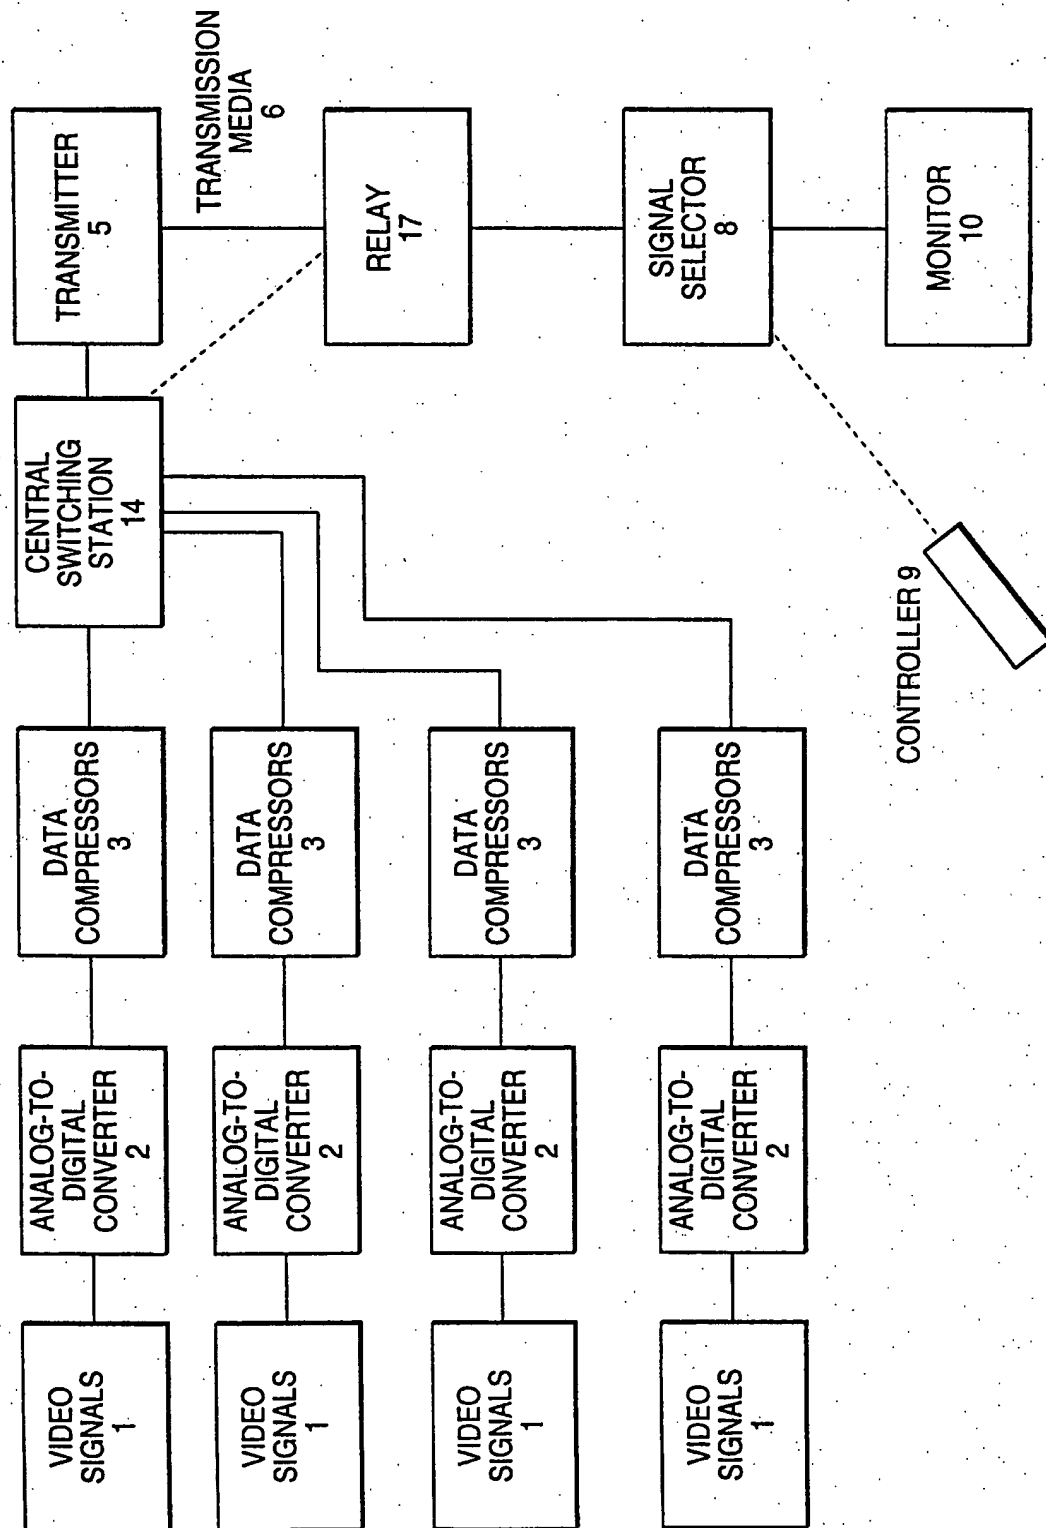 VIDEO
SIGNALS
1
ANALOG-TO-
DIGITAL
CONVERTER
2
DATA
COMPRESSORS
3
CENTRAL
SWITCHING
STATION
14
TRANSMITTER
5
VIDEO
SIGNALS
1
ANALOG-TO-
DIGITAL
CONVERTER
2
DATA
COMPRESSORS
3
TRANSMISSION
MEDIA
6
VIDEO
SIGNALS
1
ANALOG-TO-
DIGITAL
CONVERTER
2
DATA
COMPRESSORS
3
RELAY
17
VIDEO
SIGNALS
1
ANALOG-TO-
DIGITAL
CONVERTER
2
DATA
COMPRESSORS
3
SIGNAL
SELECTOR
8
CONTROLLER 9
MONITOR
10